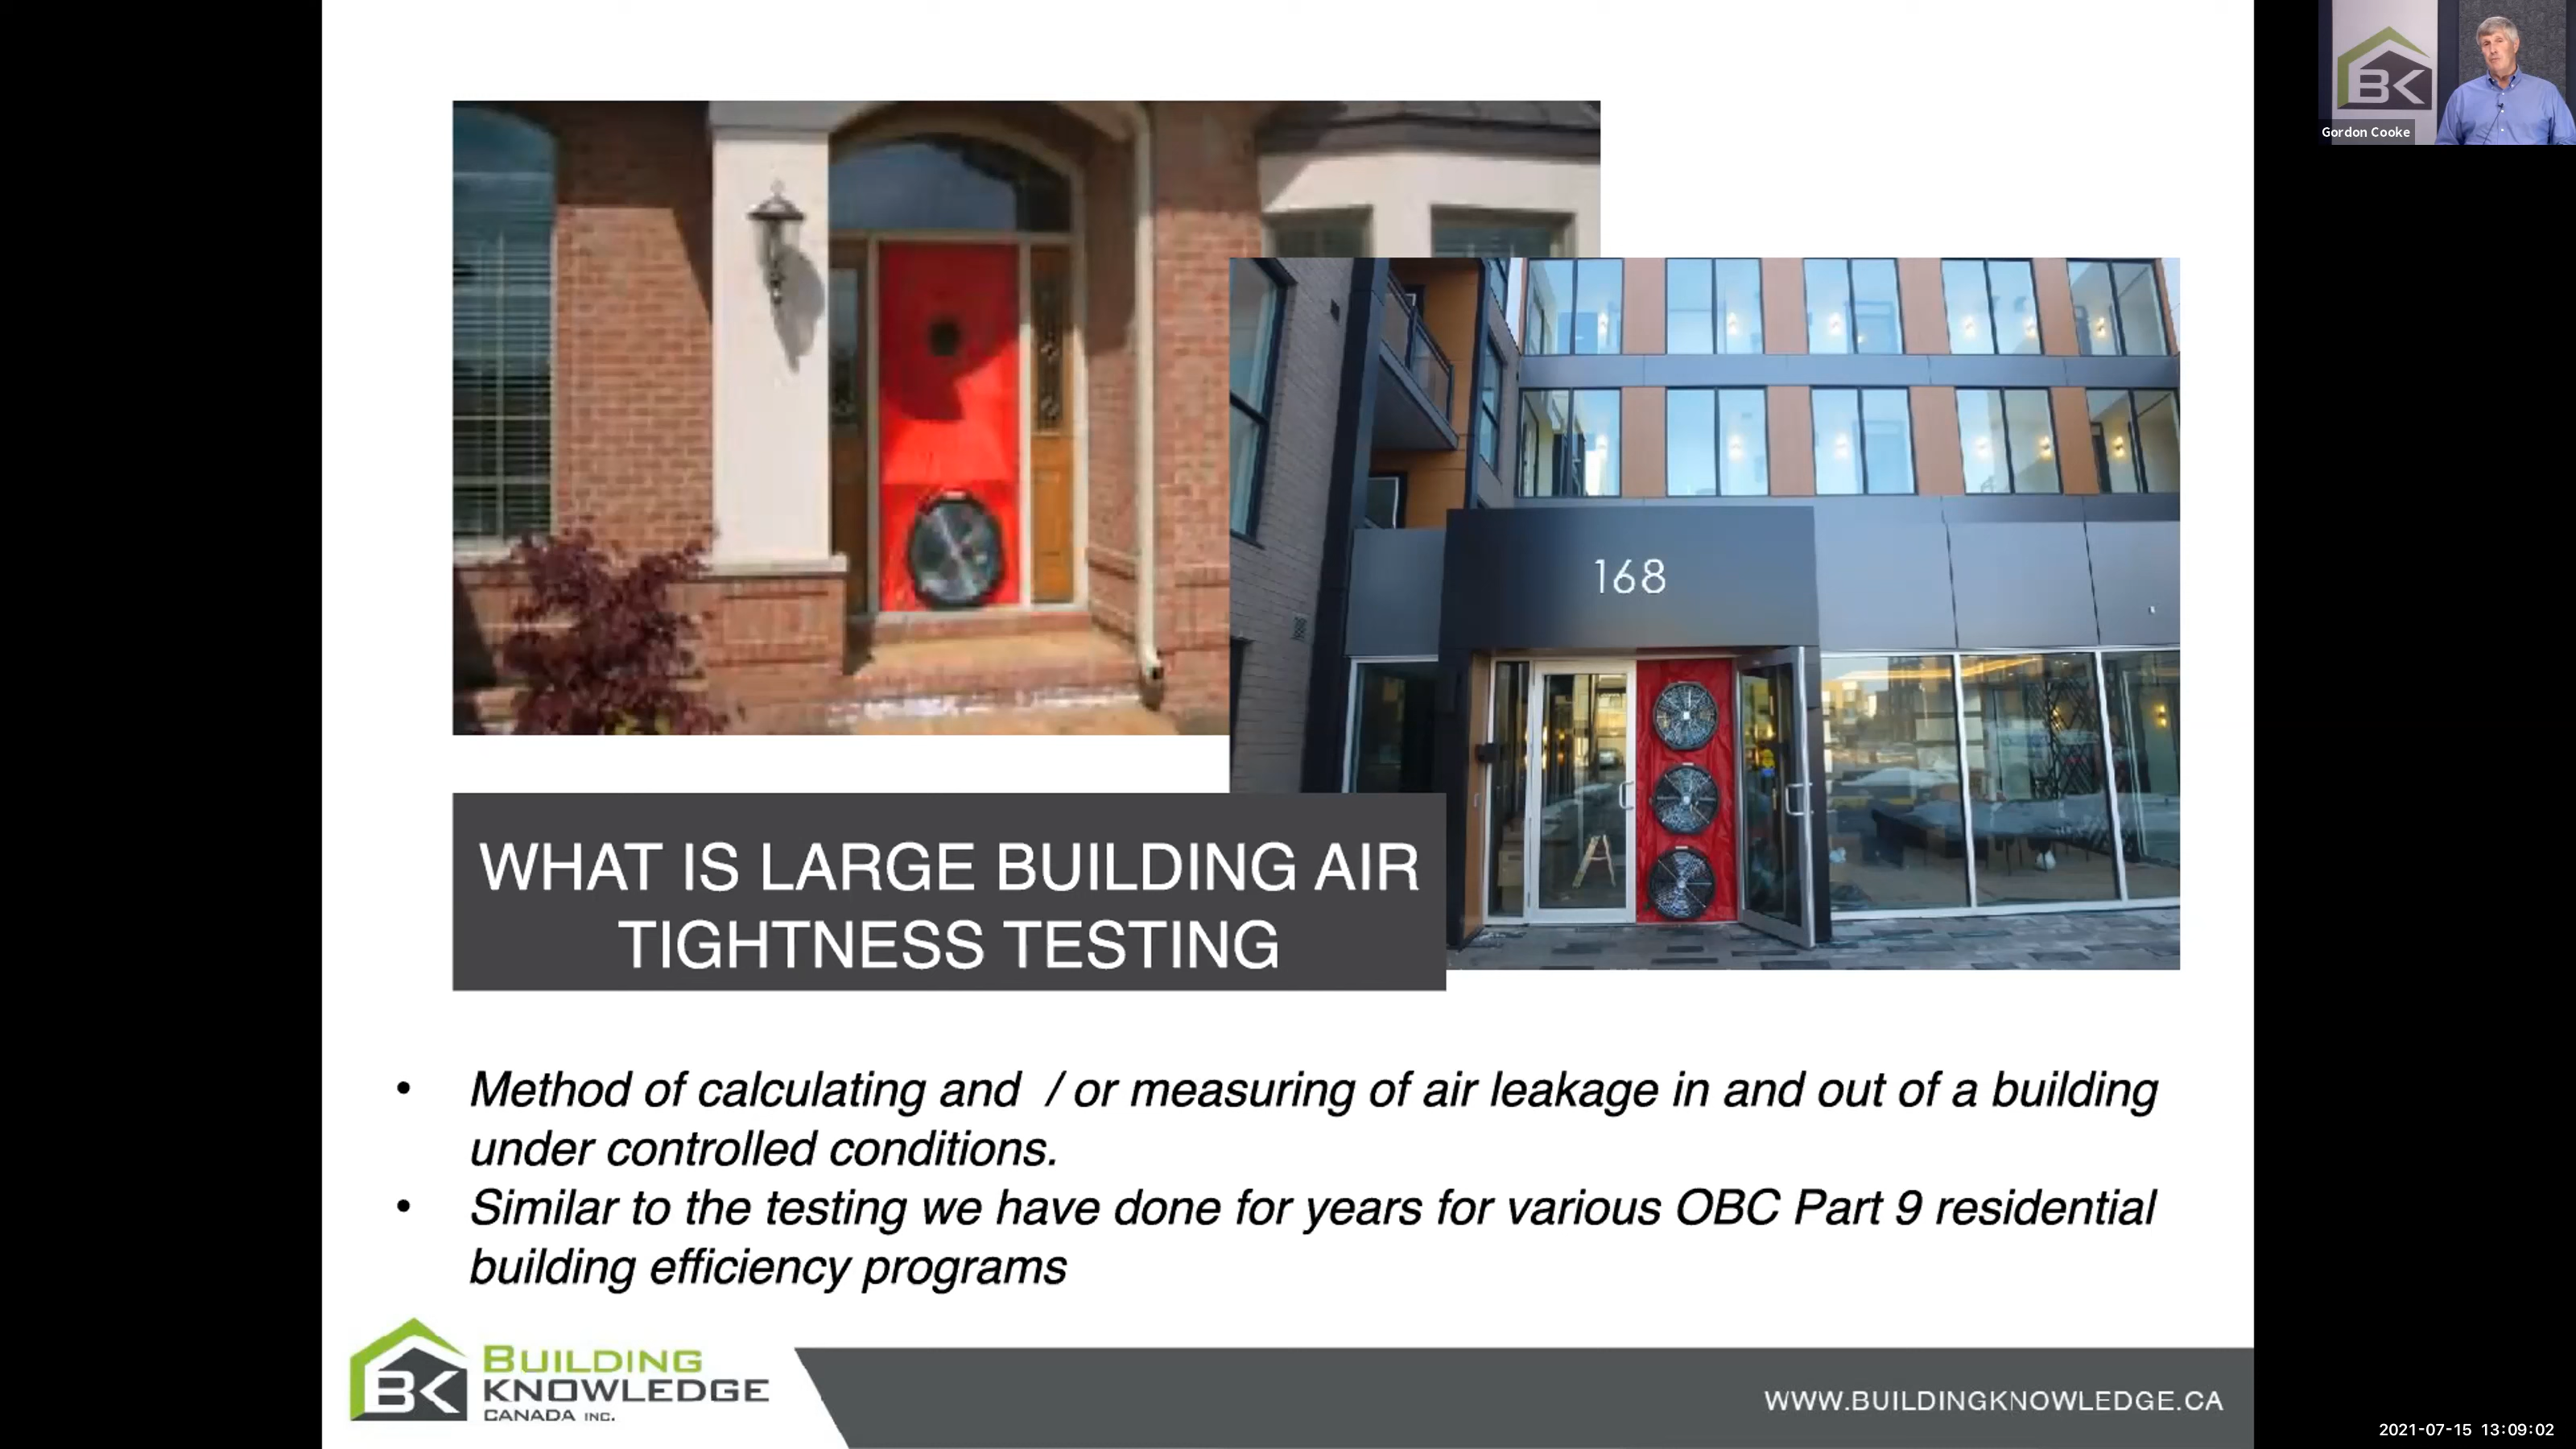 BK
Gordon Cooke
168
WHAT IS LARGE BUILDING AIR
TIGHTNESS TESTING
• Method of calculating and / or measuring of air leakage in and out of a building
under controlled conditions.
• Similar to the testing we have done for years for various OBC Part 9 residential
building efficiency programs
BK
BUILDING
KNOWLEDGE
CANADA INC.
WWW.BUILDINGKNOWLEDGE.CA
2021-07-15 13:09:02